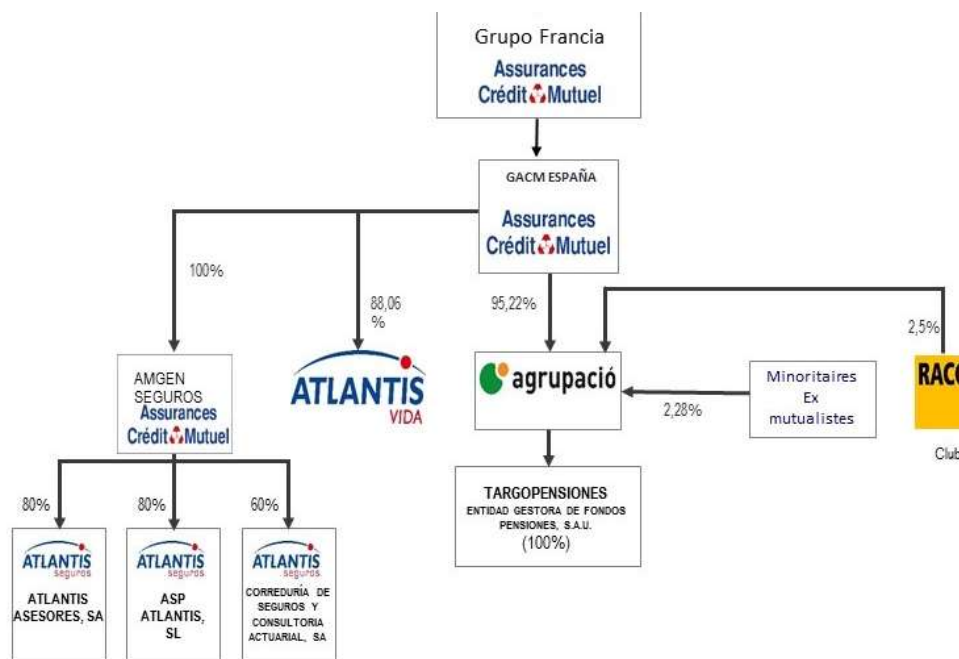 Grupo Francia
Assurances
Crédit Mutuel
GACM ESPAÑA
Assurances
Crédit Mutuel
100%
88,06
%
95,22%
2,5%
AMGEN
SEGUROS
Assurances
Crédit Mutuel
ATLANTIS
VIDA
agrupació
2,28%
Minoritaires
Ex
mutualistes
RACC
Club
80%
80%
60%
TARGOPENSIONES
ENTIDAD GESTORA DE FONDOS
PENSIONES, S.A.U.
(100%)
ATLANTIS
seguros
ATLANTIS
ASESORES, SA
ATLANTIS
seguros
ASP
ATLANTIS,
SL
ATLANTIS
seguros
CORREDURÍA DE
SEGUROS Y
CONSULTORIA
ACTUARIAL, SA